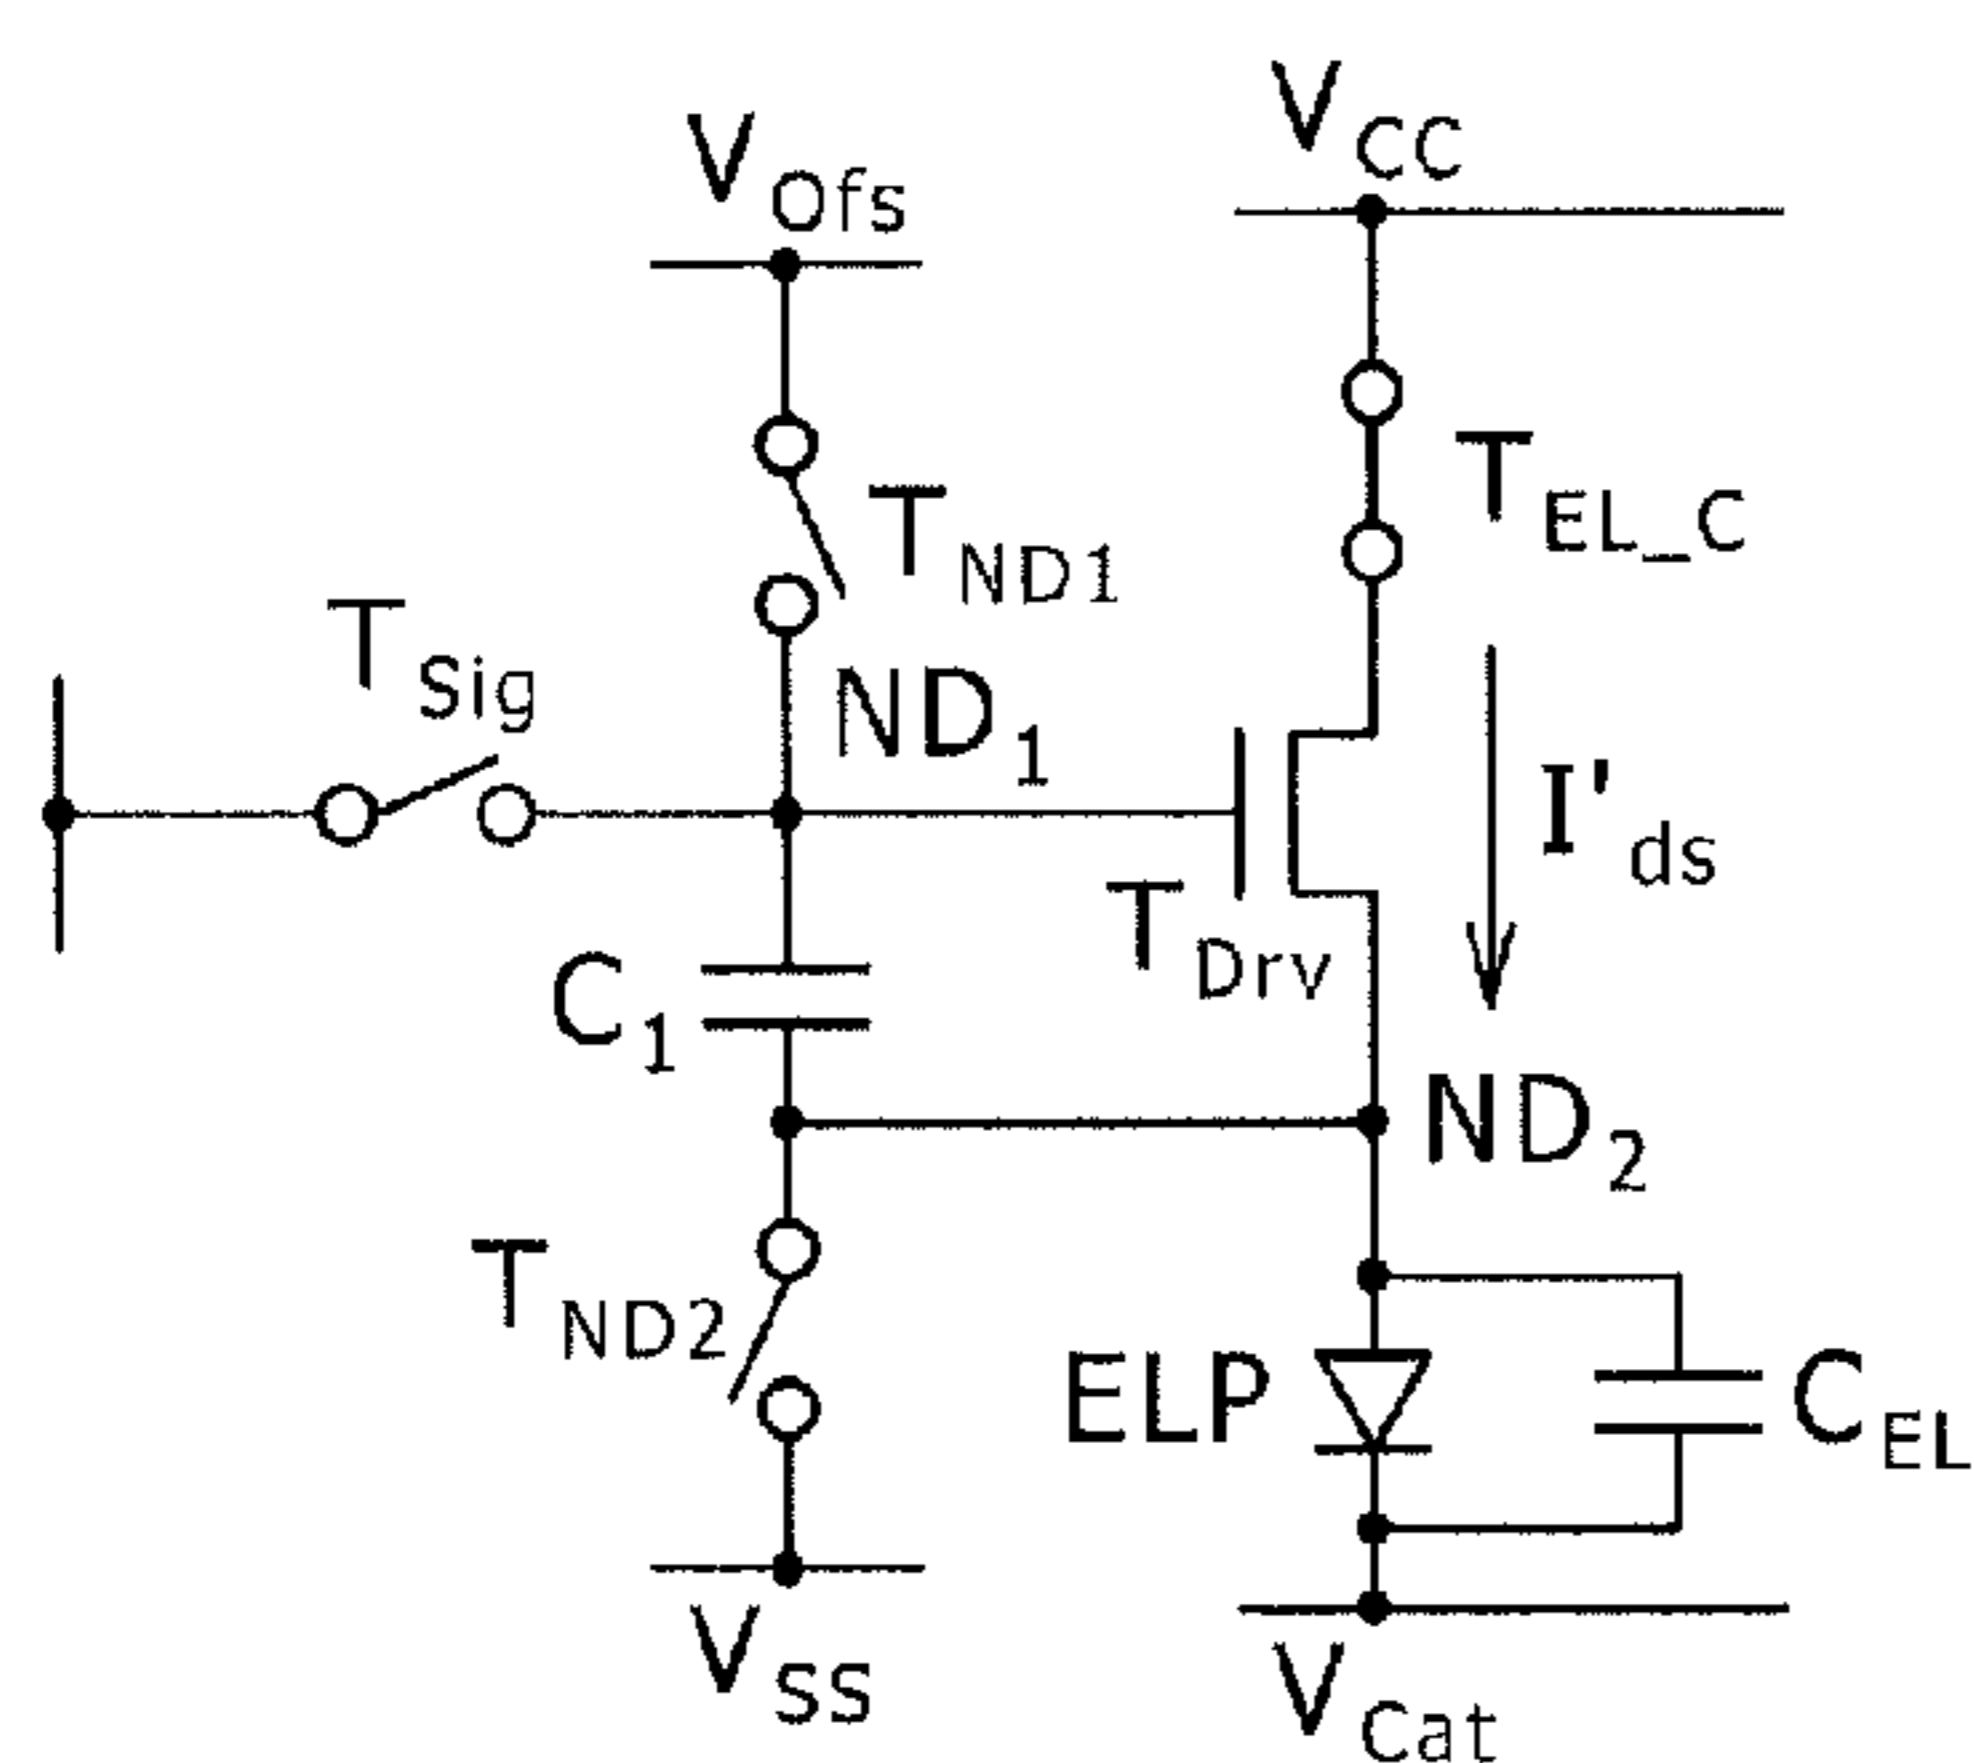 V_CC
V_Ofs
T_EL_C
T_ND1
T_Sig
ND_1
I'_ds
T_Drv
C_1
ND_2
T_ND2
ELP
C_EL
V_SS
V_Cat